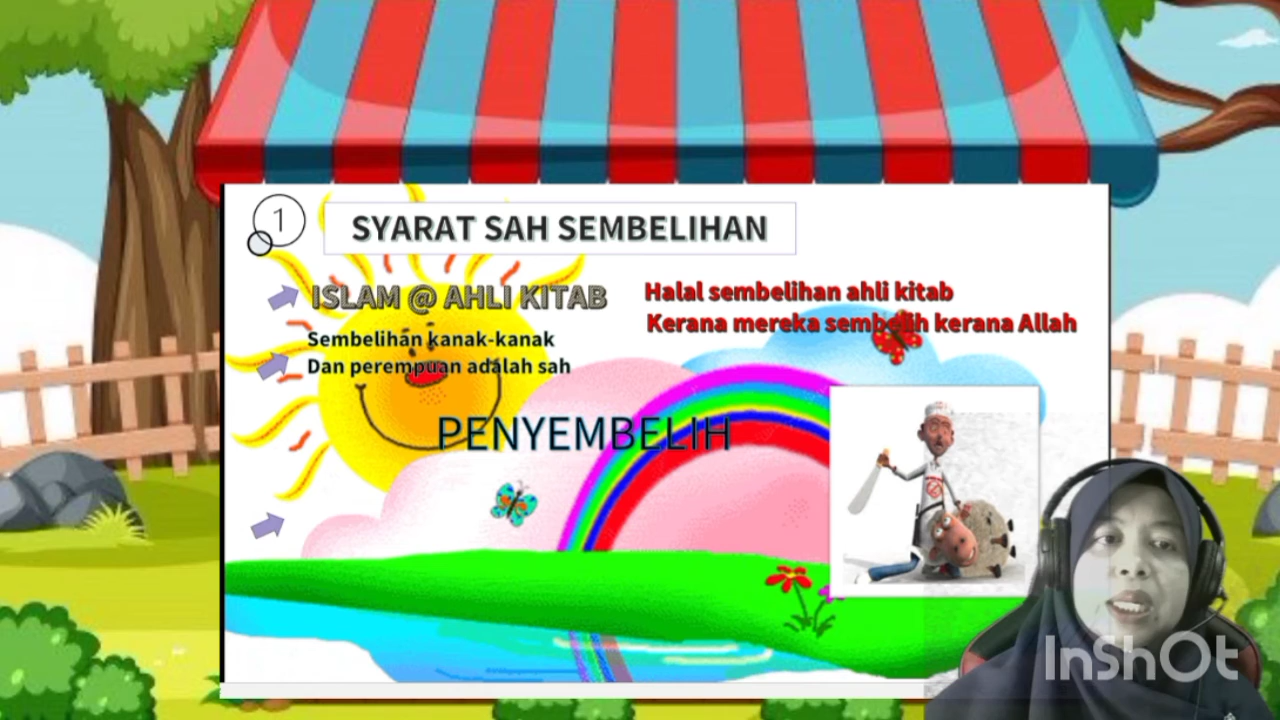 1
SYARAT SAH SEMBELIHAN
ISLAM @ AHLI KITAB
Halal sembelihan ahli kitab
Kerana mereka sembelih kerana Allah
Sembelihan kanak-kanak
Dan perempuan adalah sah
PENYEMBELIH
InShOt